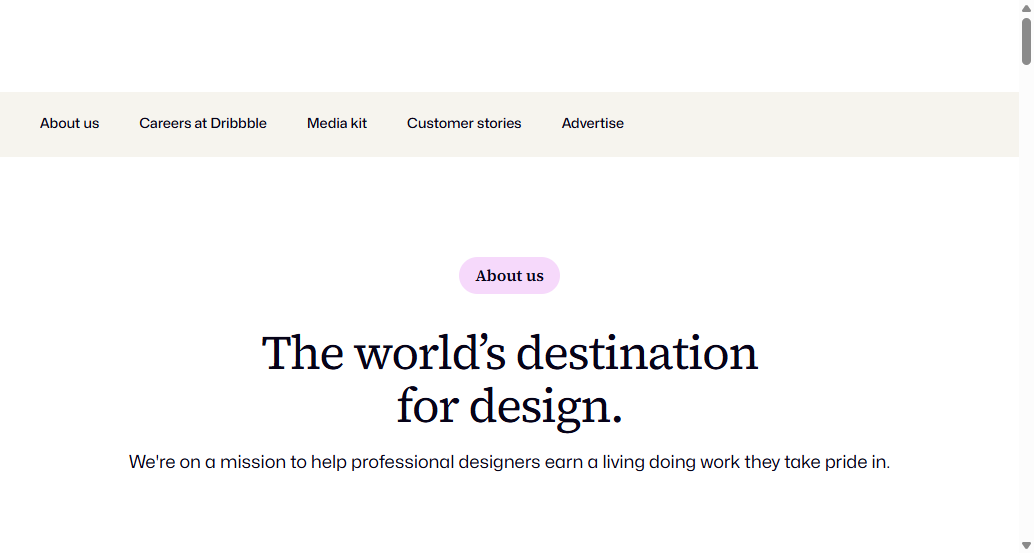 About us Careers at Dribbble Media kit Customer stories Advertise
About us
The world’s destination
for design.
We're on a mission to help professional designers earn a living doing work they take pride in.